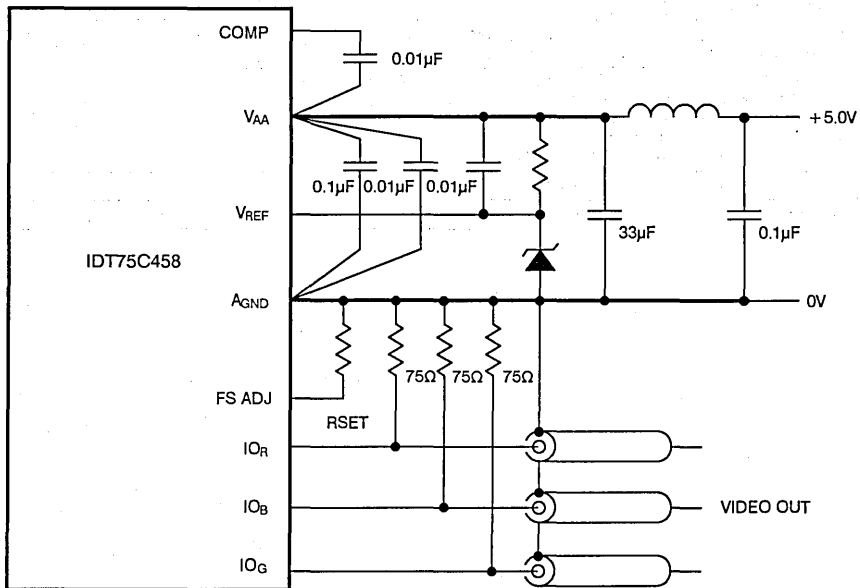 COMP
0.01µF
VAA
+5.0V
0.1µF 0.01µF 0.01µF
VREF
33µF
0.1µF
IDT75C458
AGND
0V
75Ω 75Ω 75Ω
FS ADJ
RSET
IOR
IOB
VIDEO OUT
IOG